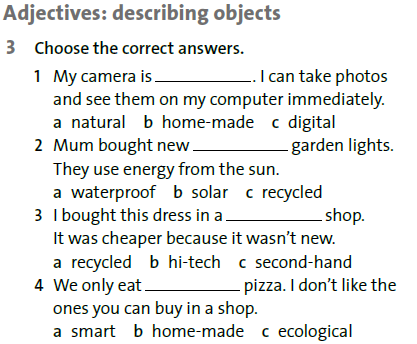 Adjectives: describing objects
3 Choose the correct answers.
1 My camera is __________. I can take photos
and see them on my computer immediately.
a natural b home-made c digital
2 Mum bought new __________ garden lights.
They use energy from the sun.
a waterproof b solar c recycled
3 I bought this dress in a __________ shop.
It was cheaper because it wasn't new.
a recycled b hi-tech c second-hand
4 We only eat __________ pizza. I don't like the
ones you can buy in a shop.
a smart b home-made c ecological